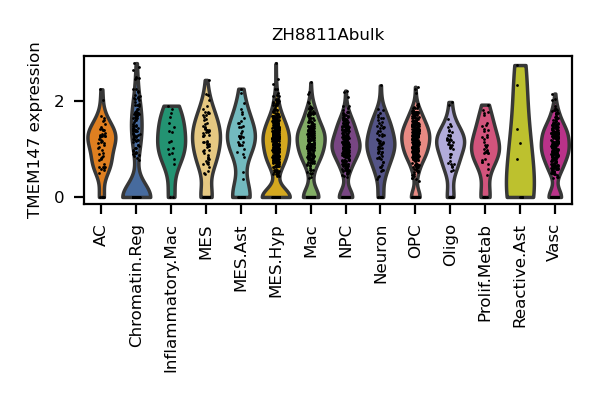 ZH8811Abulk
TMEM147 expression
2
0
AC
Chromatin.Reg
Inflammatory.Mac
MES
MES.Ast
MES.Hyp
Mac
NPC
Neuron
OPC
Oligo
Prolif.Metab
Reactive.Ast
Vasc